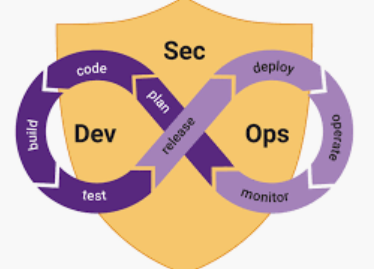 Sec
code
deploy
plan
build
Dev
release
Ops
operate
test
monitor